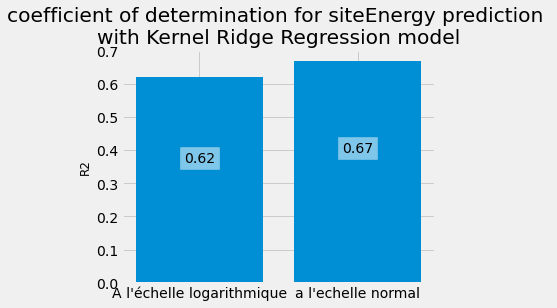 coefficient of determination for siteEnergy prediction
with Kernel Ridge Regression model
0.7
0.6
0.5
0.4
0.3
0.2
0.1
0.0
R2
0.62
0.67
A l'échelle logarithmique
a l'echelle normal